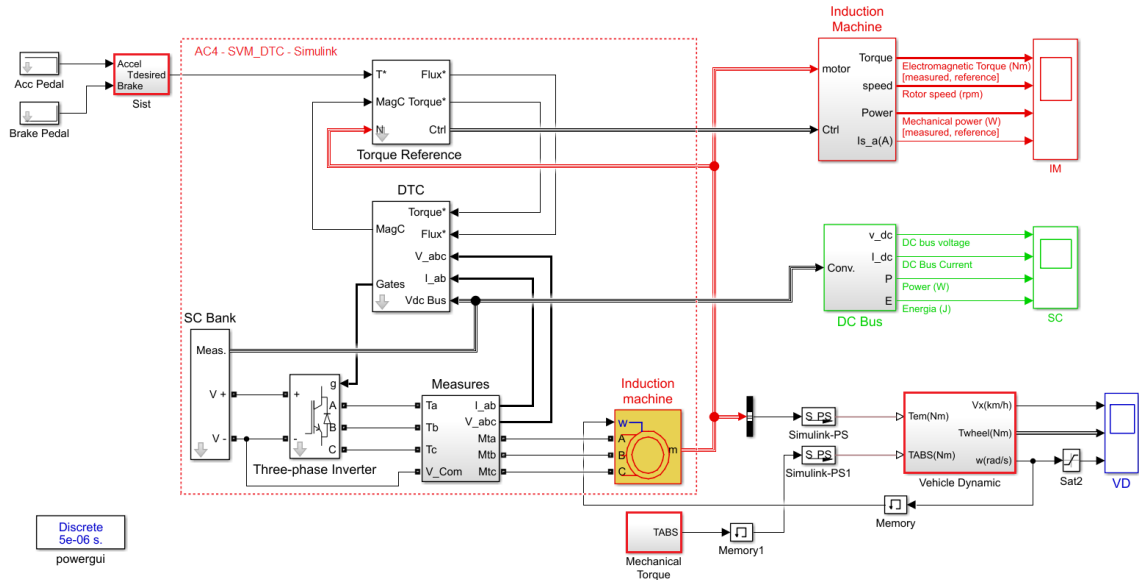 AC4 - SVM_DTC - Simulink
Acc Pedal
Brake Pedal
Accel
Tdesired
Brake
Sist
T*
MagC
N
Flux*
Torque*
Ctrl
Torque Reference
Induction
Machine
motor
Ctrl
Torque
speed
Power
Is_a(A)
Electromagnetic Torque (Nm)
[measured, reference]
Rotor speed (rpm)
Mechanical power (W)
[measured, reference]
IM
DTC
MagC
Gates
Torque*
Flux*
V_abc
I_ab
Vdc Bus
Conv.
v_dc
I_dc
P
E
DC Bus
DC bus voltage
DC Bus Current
Power (W)
Energia (J)
SC
SC Bank
Meas.
V +
V -
g
+
-
A
B
C
Three-phase Inverter
Measures
Ta
Tb
Tc
V_Com
I_ab
V_abc
Mta
Mtb
Mtc
Induction
machine
w
A
B
C
m
S PS
Simulink-PS
S PS
Simulink-PS1
Tem(Nm)
TABS(Nm)
Vx(km/h)
Twheel(Nm)
w(rad/s)
Vehicle Dynamic
Sat2
VD
Memory
TABS
Mechanical
Torque
Memory1
Discrete
5e-06 s.
powergui